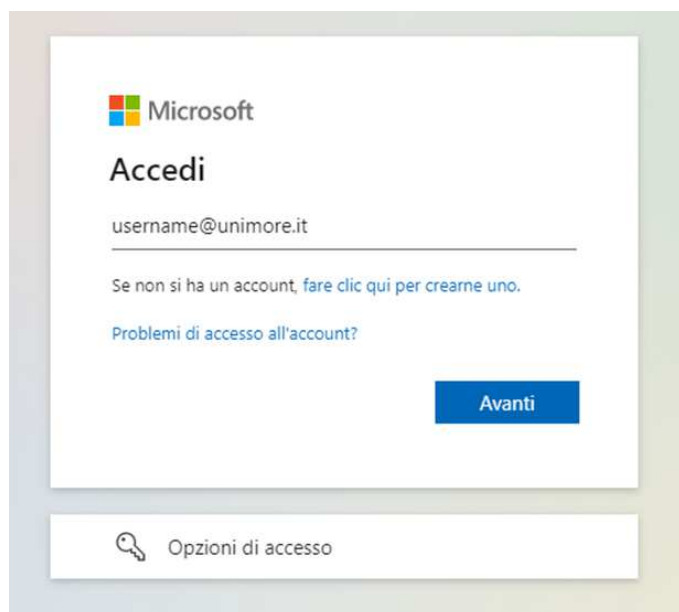 Microsoft
Accedi
username@unimore.it
Se non si ha un account, fare clic qui per crearne uno.
Problemi di accesso all'account?
Avanti
Opzioni di accesso